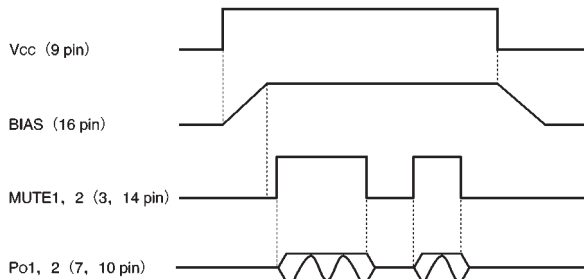 Vcc (9 pin)
BIAS (16 pin)
MUTE1, 2 (3, 14 pin)
Po1, 2 (7, 10 pin)